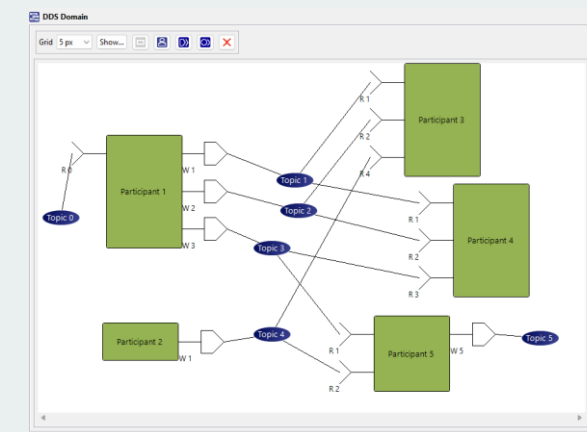 DDS Domain
Grid 5 px Show...
R 1
Participant 3
R 2
R 0
W 1
R 4
Topic 1
Participant 1
W 2
Topic 2
Topic 0
R 1
W 3
Topic 3
Participant 4
R 2
R 3
Topic 4
Participant 2
W 1
R 1
Participant 5
W 5
Topic 5
R 2